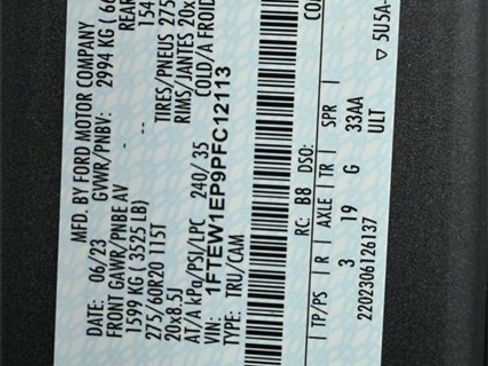 MFD. BY FORD MOTOR COMPANY
DATE: 06/23 GVWR/PNBV: 2994 KG
FRONT GAWR/PNBE AV REAR
1599 KG (3525 LB)
275/60R20 115T TIRES/PNEUS 275
20x8.5J RIMS/JANTES 20x
AT/A kPa/PSI/LPC 240/35 COLD/A FROID
VIN: 1FTEW1EP9PFC12113
TYPE: TRU/CAM
RC: B8 DSO:
TP/PS R AXLE TR SPR
3 19 G 33AA
ULT
2202306126137 ▽ 5U5A-